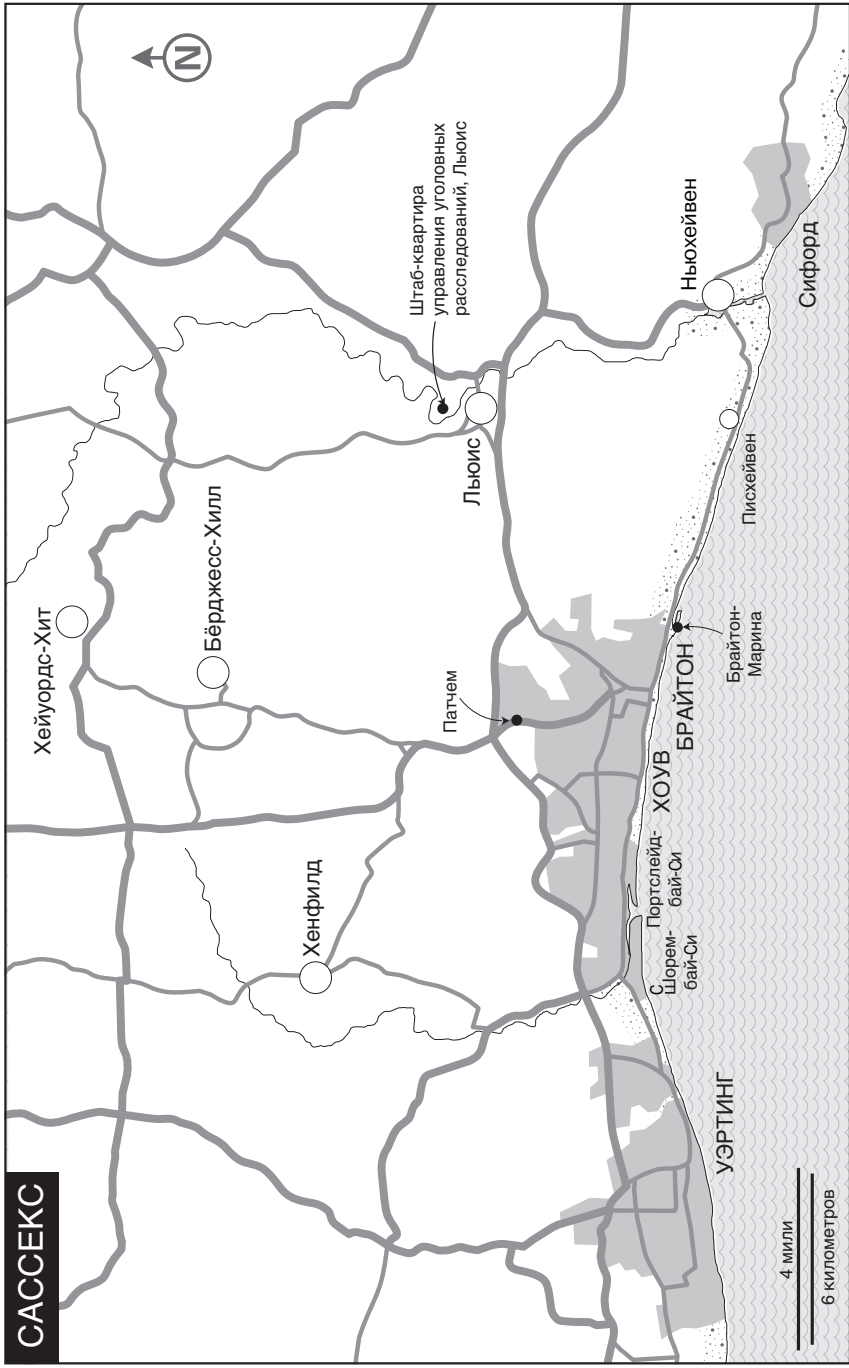 САССЕКС
N
Хейуордс-Хит
Бёрджесс-Хилл
Хенфилд
Штаб-квартира
управления уголовных
расследований, Льюис
Льюис
Патчем
Ньюхейвен
Сифорд
Писхейвен
Брайтон-
Марина
БРАЙТОН
ХОУВ
Портслейд-
бай-Си
С
Шорем-
бай-Си
УЭРТИНГ
4 мили
6 километров